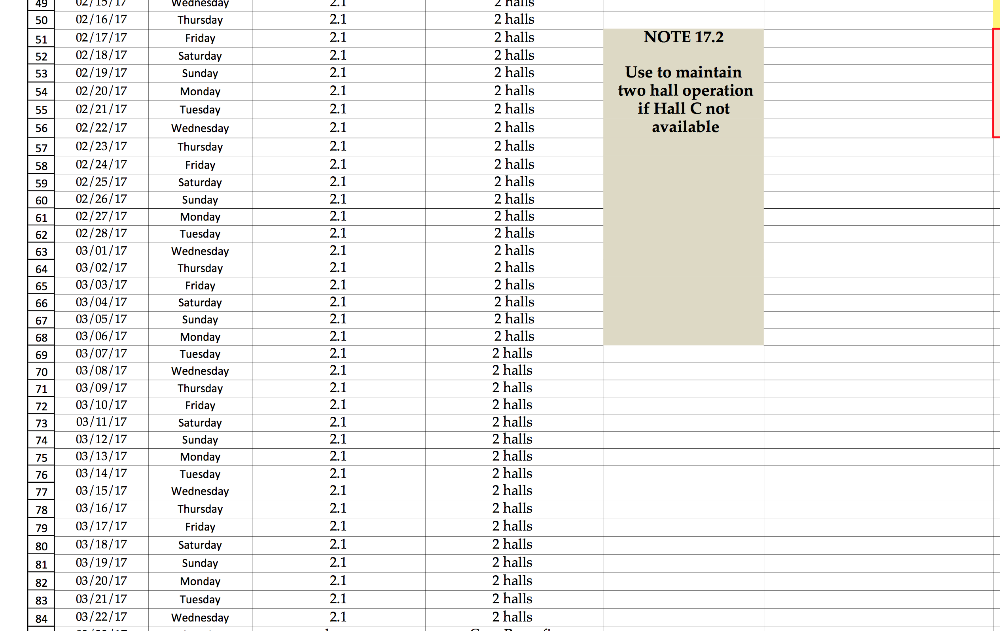 49 02/15/17 Wednesday 2.1 2 halls
50 02/16/17 Thursday 2.1 2 halls
51 02/17/17 Friday 2.1 2 halls NOTE 17.2
52 02/18/17 Saturday 2.1 2 halls
53 02/19/17 Sunday 2.1 2 halls Use to maintain
54 02/20/17 Monday 2.1 2 halls two hall operation
55 02/21/17 Tuesday 2.1 2 halls if Hall C not
56 02/22/17 Wednesday 2.1 2 halls available
57 02/23/17 Thursday 2.1 2 halls
58 02/24/17 Friday 2.1 2 halls
59 02/25/17 Saturday 2.1 2 halls
60 02/26/17 Sunday 2.1 2 halls
61 02/27/17 Monday 2.1 2 halls
62 02/28/17 Tuesday 2.1 2 halls
63 03/01/17 Wednesday 2.1 2 halls
64 03/02/17 Thursday 2.1 2 halls
65 03/03/17 Friday 2.1 2 halls
66 03/04/17 Saturday 2.1 2 halls
67 03/05/17 Sunday 2.1 2 halls
68 03/06/17 Monday 2.1 2 halls
69 03/07/17 Tuesday 2.1 2 halls
70 03/08/17 Wednesday 2.1 2 halls
71 03/09/17 Thursday 2.1 2 halls
72 03/10/17 Friday 2.1 2 halls
73 03/11/17 Saturday 2.1 2 halls
74 03/12/17 Sunday 2.1 2 halls
75 03/13/17 Monday 2.1 2 halls
76 03/14/17 Tuesday 2.1 2 halls
77 03/15/17 Wednesday 2.1 2 halls
78 03/16/17 Thursday 2.1 2 halls
79 03/17/17 Friday 2.1 2 halls
80 03/18/17 Saturday 2.1 2 halls
81 03/19/17 Sunday 2.1 2 halls
82 03/20/17 Monday 2.1 2 halls
83 03/21/17 Tuesday 2.1 2 halls
84 03/22/17 Wednesday 2.1 2 halls